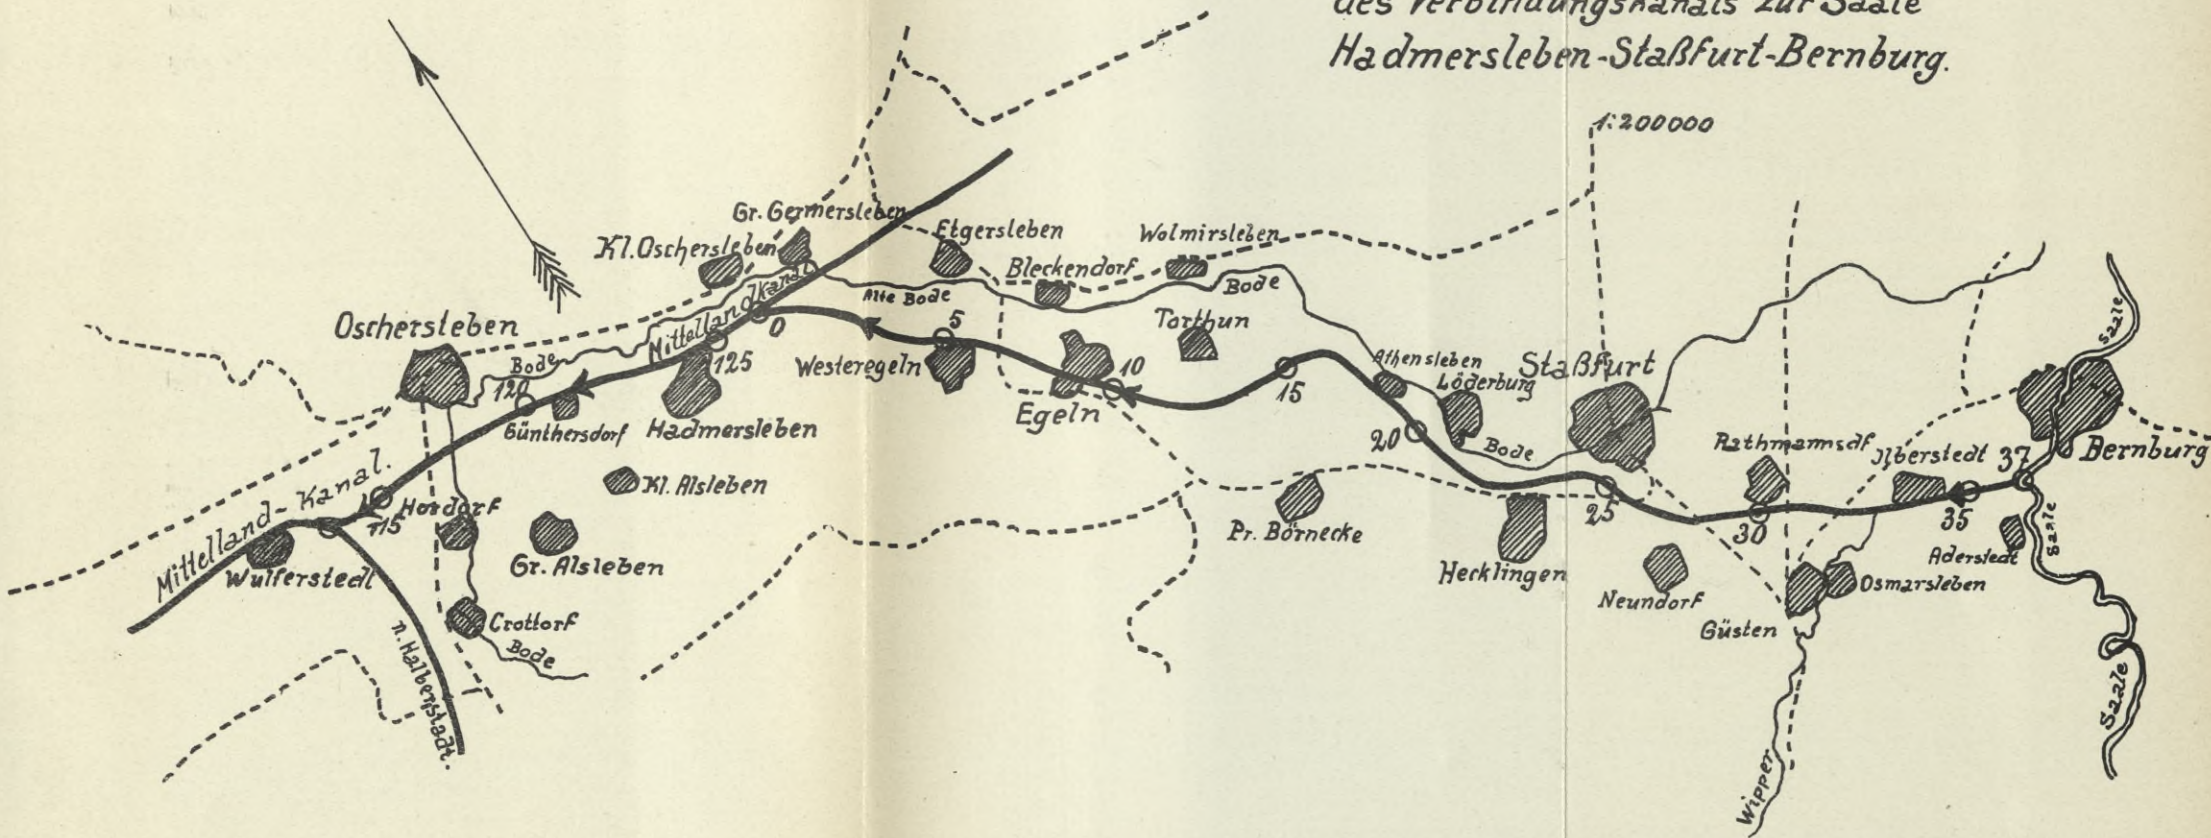 des Verbindungskanals zur Saale
Hadmersleben-Staßfurt-Bernburg.
1:200000
Gr. Germersleben
Kl. Oschersleben
Etgersleben
Wolmirsleben
Bleckendorf
Alte Bode
Bode
Mittellandkanal
Oschersleben
Bode
120
125
0
5
Westeregeln
Tarthun
10
Egeln
15
Athensleben
Löderburg
Staßfurt
20
Bode
Günthersdorf
Hadmersleben
Kl. Alsleben
Mittelland-Kanal.
115
Hordorf
Wulferstedt
Gr. Alsleben
Crottorf
Bode
n. Halberstadt.
Pr. Börnecke
Hecklingen
25
Neundorf
Rathmannsdf
30
Ilberstedt
35
37
Bernburg
Saale
Saale
Saale
Aderstedt
Osmarsleben
Güsten
Wipper